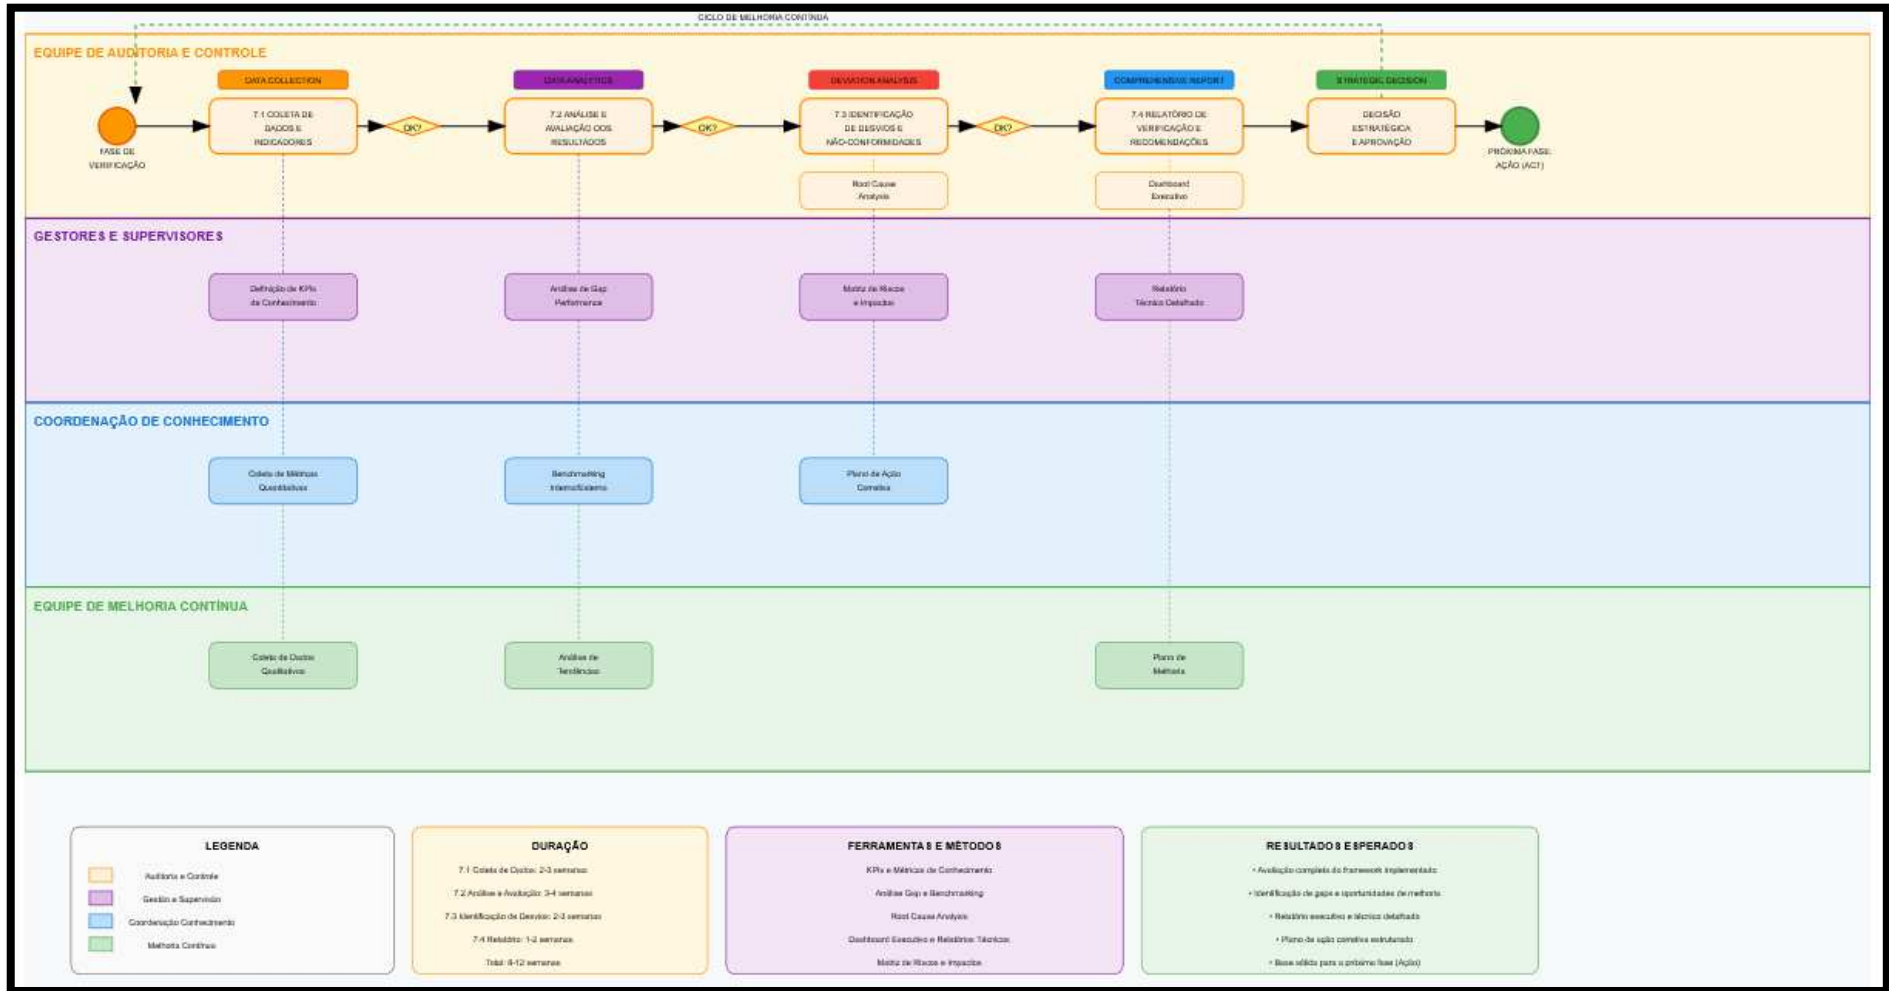 CICLO DE MELHORIA CONTÍNUA
EQUIPE DE AUDITORIA E CONTROLE
DATA COLLECTION
DATA ANALYTICS
DEVIATION ANALYSIS
COMPREHENSIVE REPORT
STRATEGIC DECISION
FASE DE
VERIFICAÇÃO
7.1 COLETA DE
DADOS E
INDICADORES
OK?
7.2 ANÁLISE E
AVALIAÇÃO DOS
RESULTADOS
OK?
7.3 IDENTIFICAÇÃO
DE DESVIOS E
NÃO-CONFORMIDADES
OK?
7.4 RELATÓRIO DE
VERIFICAÇÃO E
RECOMENDAÇÕES
DECISÃO
ESTRATÉGICA
E APROVAÇÃO
PRÓXIMA FASE:
AÇÃO (ACT)
Root Cause
Analysis
Dashboard
Executivo
GESTORES E SUPERVISORES
Definição de KPIs
de Conhecimento
Análise de Gap
Performance
Matriz de Riscos
e Impactos
Relatório
Técnico Detalhado
COORDENAÇÃO DE CONHECIMENTO
Coleta de Métricas
Quantitativas
Benchmarking
Interno/Externo
Plano de Ação
Corretiva
EQUIPE DE MELHORIA CONTÍNUA
Coleta de Dados
Qualitativos
Análise de
Tendências
Plano de
Melhoria
LEGENDA
Auditoria e Controle
Gestão e Supervisão
Coordenação Conhecimento
Melhoria Contínua
DURAÇÃO
7.1 Coleta de Dados: 2-3 semanas
7.2 Análise e Avaliação: 3-4 semanas
7.3 Identificação de Desvios: 2-3 semanas
7.4 Relatório: 1-2 semanas
Total: 8-12 semanas
FERRAMENTAS E MÉTODOS
KPIs e Métricas de Conhecimento
Análise Gap e Benchmarking
Root Cause Analysis
Dashboard Executivo e Relatórios Técnicos
Matriz de Riscos e Impactos
RESULTADOS ESPERADOS
• Avaliação completa do framework implementado
• Identificação de gaps e oportunidades de melhoria
• Relatório executivo e técnico detalhado
• Plano de ação corretiva estruturado
• Base sólida para a próxima fase (Ação)